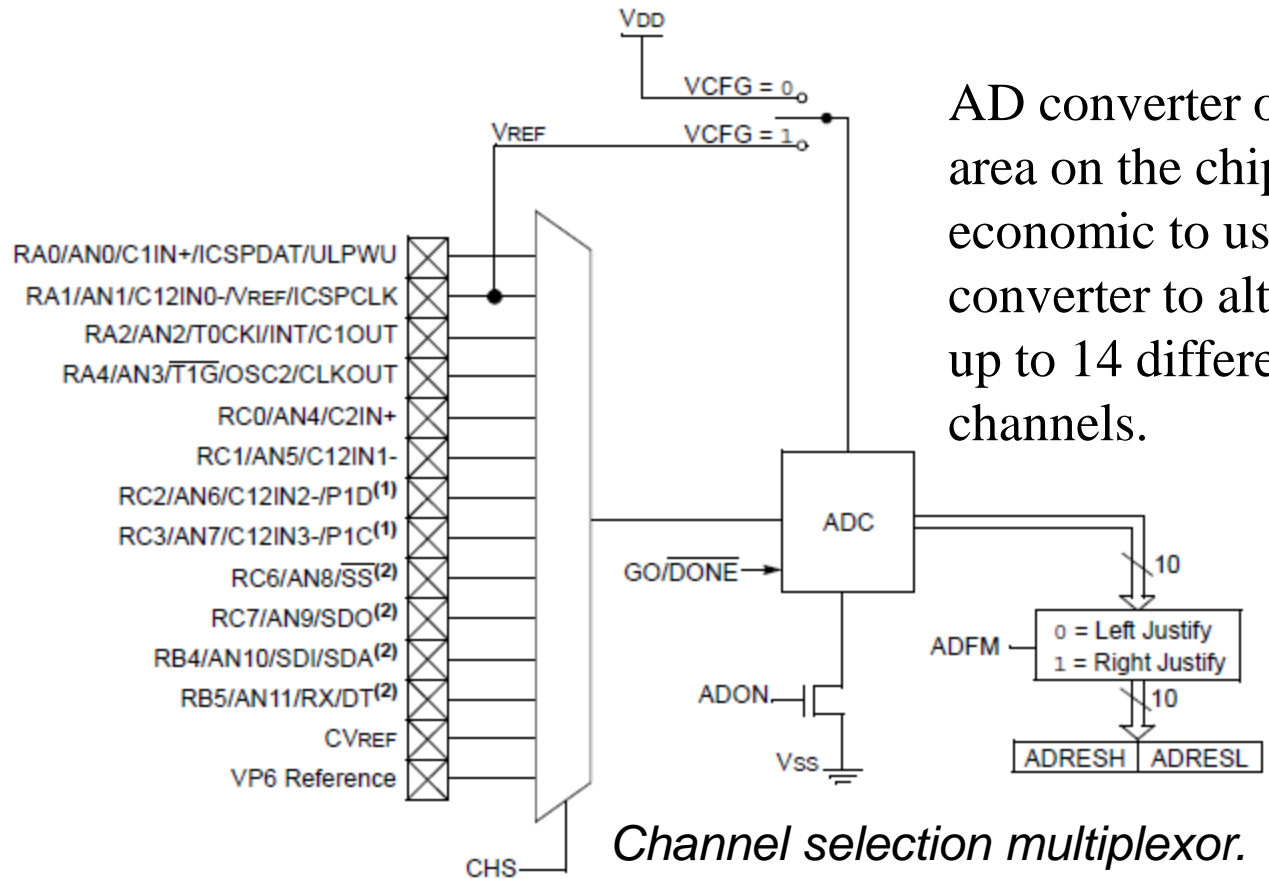 VDD
VCFG = 0
VREF
VCFG = 1
AD converter
area on the chip
economic to us
converter to alt
up to 14 differe
channels.
RA0/AN0/C1IN+/ICSPDAT/ULPWU
RA1/AN1/C12IN0-/VREF/ICSPCLK
RA2/AN2/T0CKI/INT/C1OUT
RA4/AN3/T1G/OSC2/CLKOUT
RC0/AN4/C2IN+
RC1/AN5/C12IN1-
RC2/AN6/C12IN2-/P1D(1)
RC3/AN7/C12IN3-/P1C(1)
RC6/AN8/SS(2)
RC7/AN9/SDO(2)
RB4/AN10/SDI/SDA(2)
RB5/AN11/RX/DT(2)
CVREF
VP6 Reference
CHS
ADC
GO/DONE
ADON
VSS
10
ADFM
0 = Left Justify
1 = Right Justify
10
ADRESH ADRESL
Channel selection multiplexor.